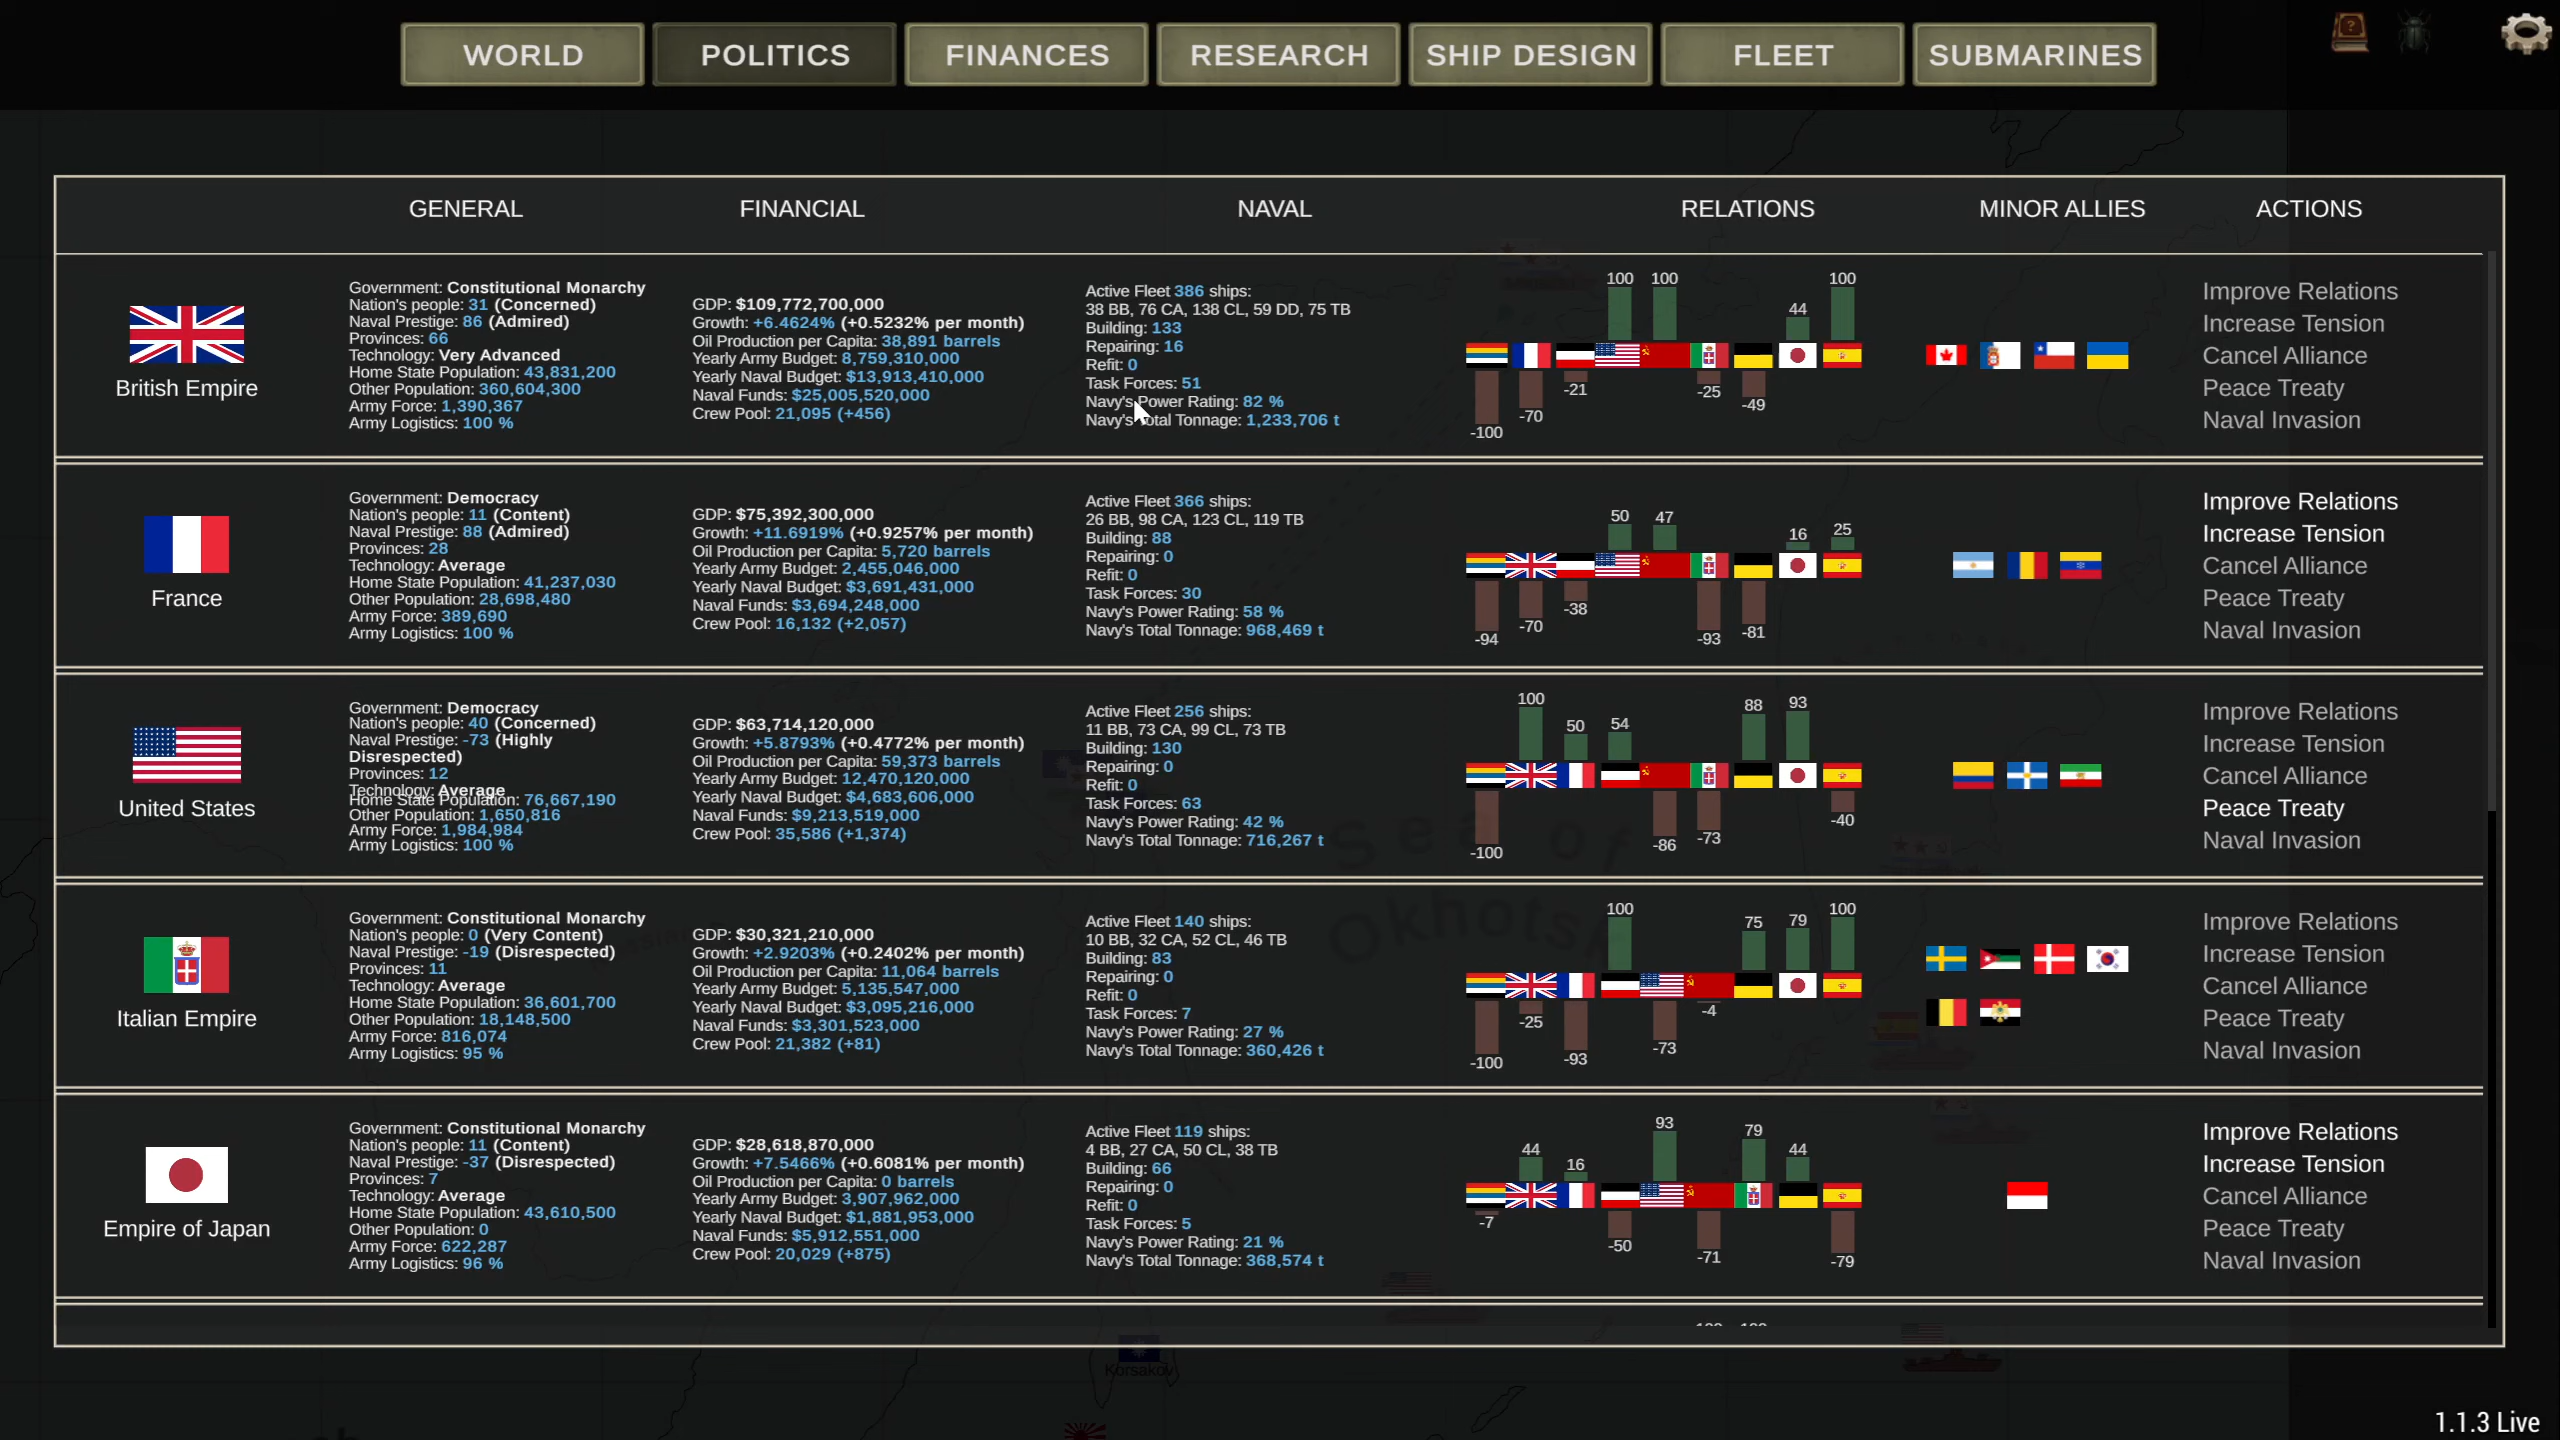 WORLD
POLITICS
FINANCES
RESEARCH
SHIP DESIGN
FLEET
SUBMARINES
GENERAL
FINANCIAL
NAVAL
RELATIONS
MINOR ALLIES
ACTIONS
British Empire
Government: Constitutional Monarchy
Nation's people: 31 (Concerned)
Naval Prestige: 86 (Admired)
Provinces: 66
Technology: Very Advanced
Home State Population: 43,831,200
Other Population: 360,604,300
Army Force: 1,390,367
Army Logistics: 100 %
GDP: $109,772,700,000
Growth: +6.4624% (+0.5232% per month)
Oil Production per Capita: 38,891 barrels
Yearly Army Budget: 8,759,310,000
Yearly Naval Budget: $13,913,410,000
Naval Funds: $25,005,520,000
Crew Pool: 21,095 (+456)
Active Fleet 386 ships:
38 BB, 76 CA, 138 CL, 59 DD, 75 TB
Building: 133
Repairing: 16
Refit: 0
Task Forces: 51
Navy's Power Rating: 82 %
Navy's Total Tonnage: 1,233,706 t
100 100 44 100
-100 -70 -21 -25 -49
Improve Relations
Increase Tension
Cancel Alliance
Peace Treaty
Naval Invasion
France
Government: Democracy
Nation's people: 11 (Content)
Naval Prestige: 88 (Admired)
Provinces: 28
Technology: Average
Home State Population: 41,237,030
Other Population: 28,698,480
Army Force: 389,690
Army Logistics: 100 %
GDP: $75,392,300,000
Growth: +11.6919% (+0.9257% per month)
Oil Production per Capita: 5,720 barrels
Yearly Army Budget: 2,455,046,000
Yearly Naval Budget: $3,691,431,000
Naval Funds: $3,694,248,000
Crew Pool: 16,132 (+2,057)
Active Fleet 366 ships:
26 BB, 98 CA, 123 CL, 119 TB
Building: 88
Repairing: 0
Refit: 0
Task Forces: 30
Navy's Power Rating: 58 %
Navy's Total Tonnage: 968,469 t
50 47 16 25
-94 -70 -38 -93 -81
Improve Relations
Increase Tension
Cancel Alliance
Peace Treaty
Naval Invasion
United States
Government: Democracy
Nation's people: 40 (Concerned)
Naval Prestige: -73 (Highly
Disrespected)
Provinces: 12
Technology: Average
Home State Population: 76,667,190
Other Population: 1,650,816
Army Force: 1,984,984
Army Logistics: 100 %
GDP: $63,714,120,000
Growth: +5.8793% (+0.4772% per month)
Oil Production per Capita: 59,373 barrels
Yearly Army Budget: 12,470,120,000
Yearly Naval Budget: $4,683,606,000
Naval Funds: $9,213,519,000
Crew Pool: 35,586 (+1,374)
Active Fleet 256 ships:
11 BB, 73 CA, 99 CL, 73 TB
Building: 130
Repairing: 0
Refit: 0
Task Forces: 63
Navy's Power Rating: 42 %
Navy's Total Tonnage: 716,267 t
100 50 54 88 93
-100 -86 -73 -40
Improve Relations
Increase Tension
Cancel Alliance
Peace Treaty
Naval Invasion
Sea of
Okhotsk
Italian Empire
Government: Constitutional Monarchy
Nation's people: 0 (Very Content)
Naval Prestige: -19 (Disrespected)
Provinces: 11
Technology: Average
Home State Population: 36,601,700
Other Population: 18,148,500
Army Force: 816,074
Army Logistics: 95 %
GDP: $30,321,210,000
Growth: +2.9203% (+0.2402% per month)
Oil Production per Capita: 11,064 barrels
Yearly Army Budget: 5,135,547,000
Yearly Naval Budget: $3,095,216,000
Naval Funds: $3,301,523,000
Crew Pool: 21,382 (+81)
Active Fleet 140 ships:
10 BB, 32 CA, 52 CL, 46 TB
Building: 83
Repairing: 0
Refit: 0
Task Forces: 7
Navy's Power Rating: 27 %
Navy's Total Tonnage: 360,426 t
100 75 79 100
-100 -25 -93 -73 -4
Improve Relations
Increase Tension
Cancel Alliance
Peace Treaty
Naval Invasion
Empire of Japan
Government: Constitutional Monarchy
Nation's people: 11 (Content)
Naval Prestige: -37 (Disrespected)
Provinces: 7
Technology: Average
Home State Population: 43,610,500
Other Population: 0
Army Force: 622,287
Army Logistics: 96 %
GDP: $28,618,870,000
Growth: +7.5466% (+0.6081% per month)
Oil Production per Capita: 0 barrels
Yearly Army Budget: 3,907,962,000
Yearly Naval Budget: $1,881,953,000
Naval Funds: $5,912,551,000
Crew Pool: 20,029 (+875)
Active Fleet 119 ships:
4 BB, 27 CA, 50 CL, 38 TB
Building: 66
Repairing: 0
Refit: 0
Task Forces: 5
Navy's Power Rating: 21 %
Navy's Total Tonnage: 368,574 t
44 16 93 79 44
-7 -50 -71 -79
Improve Relations
Increase Tension
Cancel Alliance
Peace Treaty
Naval Invasion
Korsakov
1.1.3 Live